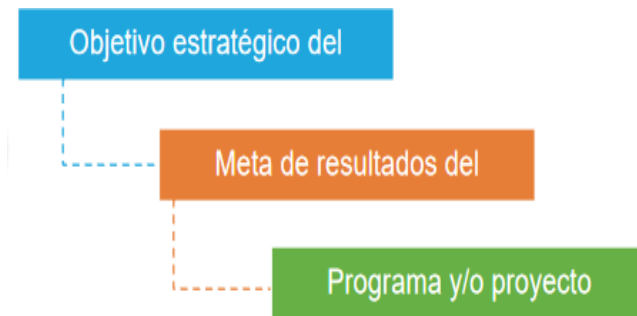 Objetivo estratégico del
Meta de resultados del
Programa y/o proyecto